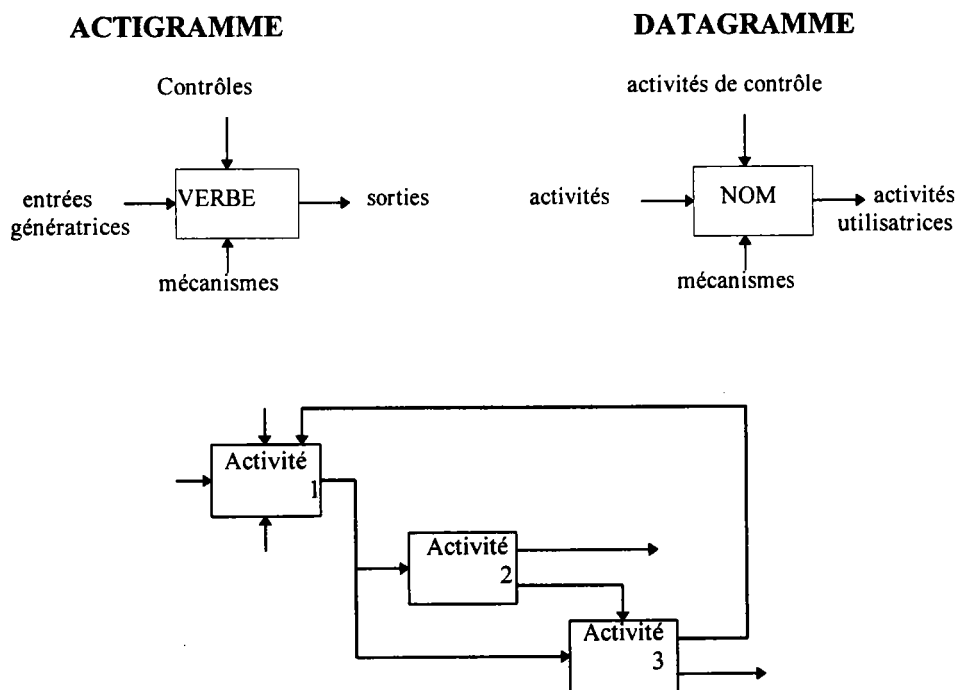 ACTIGRAMME
DATAGRAMME
Contrôles
activités de contrôle
entrées
génératrices
VERBE
sorties
activités
NOM
activités
utilisatrices
mécanismes
mécanismes
Activité
1
Activité
2
Activité
3